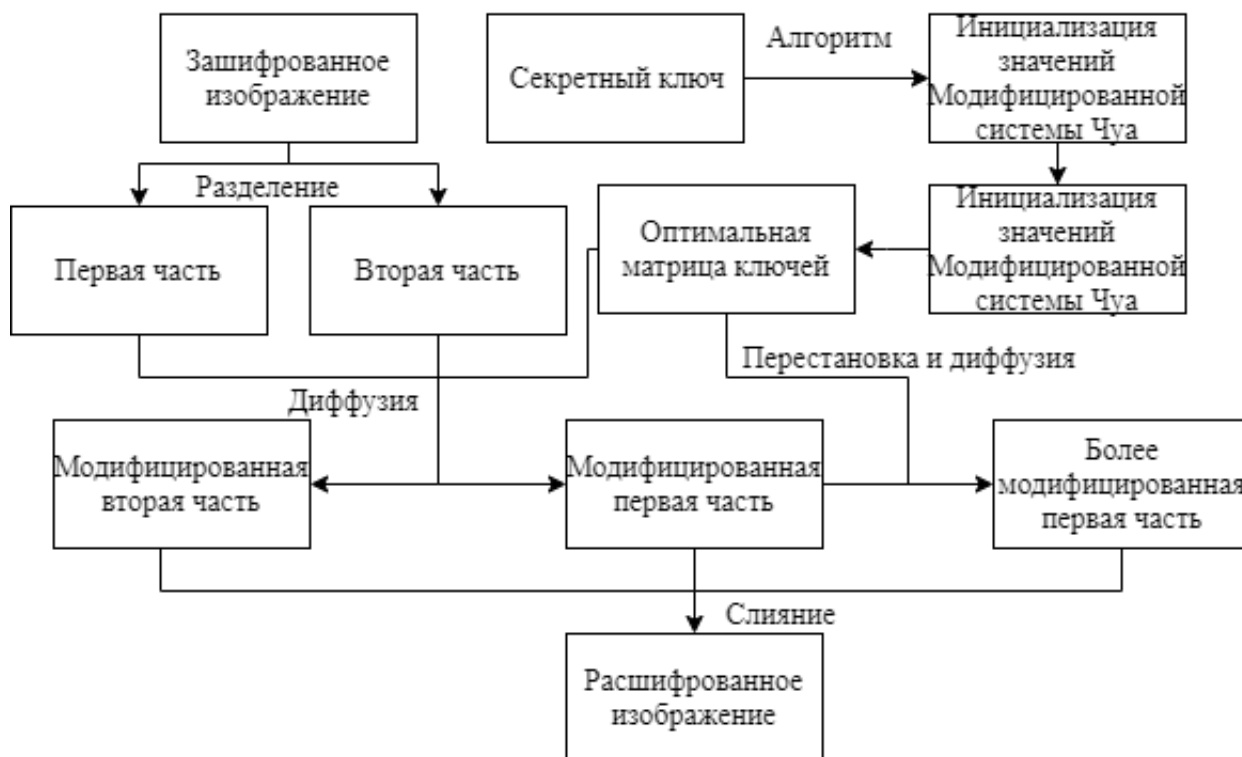 Зашифрованное
изображение
Секретный ключ
Алгоритм
Инициализация
значений
Модифицированной
системы Чуа
Разделение
Первая часть
Вторая часть
Оптимальная
матрица ключей
Инициализация
значений
Модифицированной
системы Чуа
Перестановка и диффузия
Диффузия
Модифицированная
вторая часть
Модифицированная
первая часть
Более
модифицированная
первая часть
Слияние
Расшифрованное
изображение